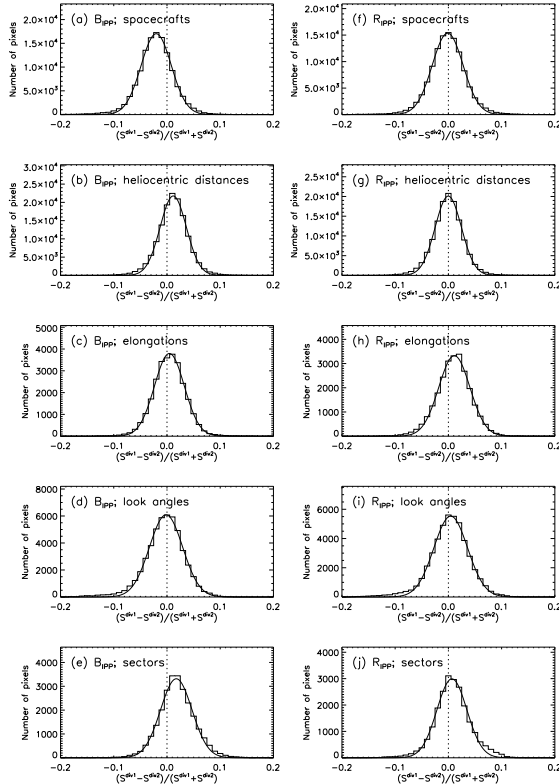 (a) B_IPP; spacecrafts
2.0×10⁴
1.5×10⁴
1.0×10⁴
5.0×10³
0
Number of pixels
-0.2 -0.1 0.0 0.1 0.2
(S^div1−S^div2)/(S^div1+S^div2)
(f) R_IPP; spacecrafts
2.0×10⁴
1.5×10⁴
1.0×10⁴
5.0×10³
0
Number of pixels
-0.2 -0.1 0.0 0.1 0.2
(S^div1−S^div2)/(S^div1+S^div2)
(b) B_IPP; heliocentric distances
3.0×10⁴
2.5×10⁴
2.0×10⁴
1.5×10⁴
1.0×10⁴
5.0×10³
0
Number of pixels
-0.2 -0.1 0.0 0.1 0.2
(S^div1−S^div2)/(S^div1+S^div2)
(g) R_IPP; heliocentric distances
2.5×10⁴
2.0×10⁴
1.5×10⁴
1.0×10⁴
5.0×10³
0
Number of pixels
-0.2 -0.1 0.0 0.1 0.2
(S^div1−S^div2)/(S^div1+S^div2)
(c) B_IPP; elongations
5000
4000
3000
2000
1000
0
Number of pixels
-0.2 -0.1 0.0 0.1 0.2
(S^div1−S^div2)/(S^div1+S^div2)
(h) R_IPP; elongations
4000
3000
2000
1000
0
Number of pixels
-0.2 -0.1 0.0 0.1 0.2
(S^div1−S^div2)/(S^div1+S^div2)
(d) B_IPP; look angles
8000
6000
4000
2000
0
Number of pixels
-0.2 -0.1 0.0 0.1 0.2
(S^div1−S^div2)/(S^div1+S^div2)
(i) R_IPP; look angles
6000
4000
2000
0
Number of pixels
-0.2 -0.1 0.0 0.1 0.2
(S^div1−S^div2)/(S^div1+S^div2)
(e) B_IPP; sectors
4000
3000
2000
1000
0
Number of pixels
-0.2 -0.1 0.0 0.1 0.2
(S^div1−S^div2)/(S^div1+S^div2)
(j) R_IPP; sectors
4000
3000
2000
1000
0
Number of pixels
-0.2 -0.1 0.0 0.1 0.2
(S^div1−S^div2)/(S^div1+S^div2)